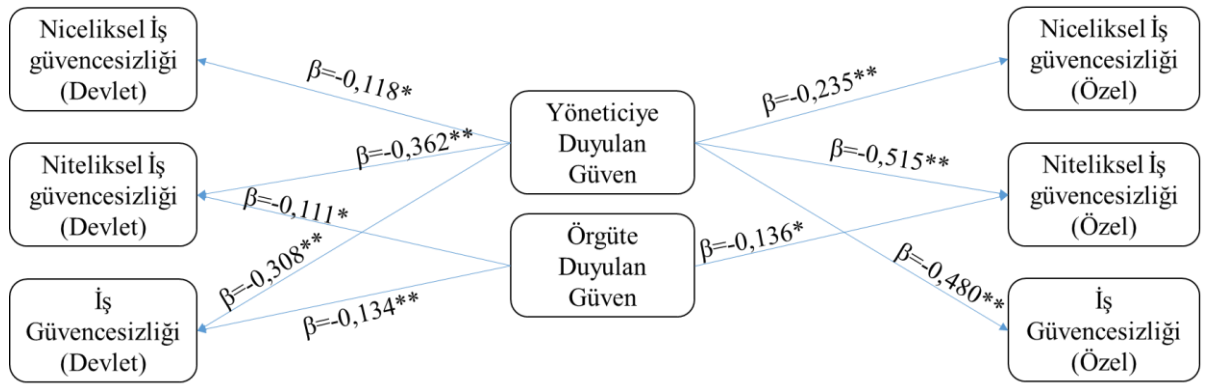 Niceliksel İş
güvencesizliği
(Devlet)
Niteliksel İş
güvencesizliği
(Devlet)
İş
Güvencesizliği
(Devlet)
β=-0,118*
β=-0,362**
β=-0,111*
β=-0,308**
β=-0,134**
Yöneticiye
Duyulan
Güven
Örgüte
Duyulan
Güven
β=-0,235**
β=-0,515**
β=-0,136*
β=-0,480**
Niceliksel İş
güvencesizliği
(Özel)
Niteliksel İş
güvencesizliği
(Özel)
İş
Güvencesizliği
(Özel)